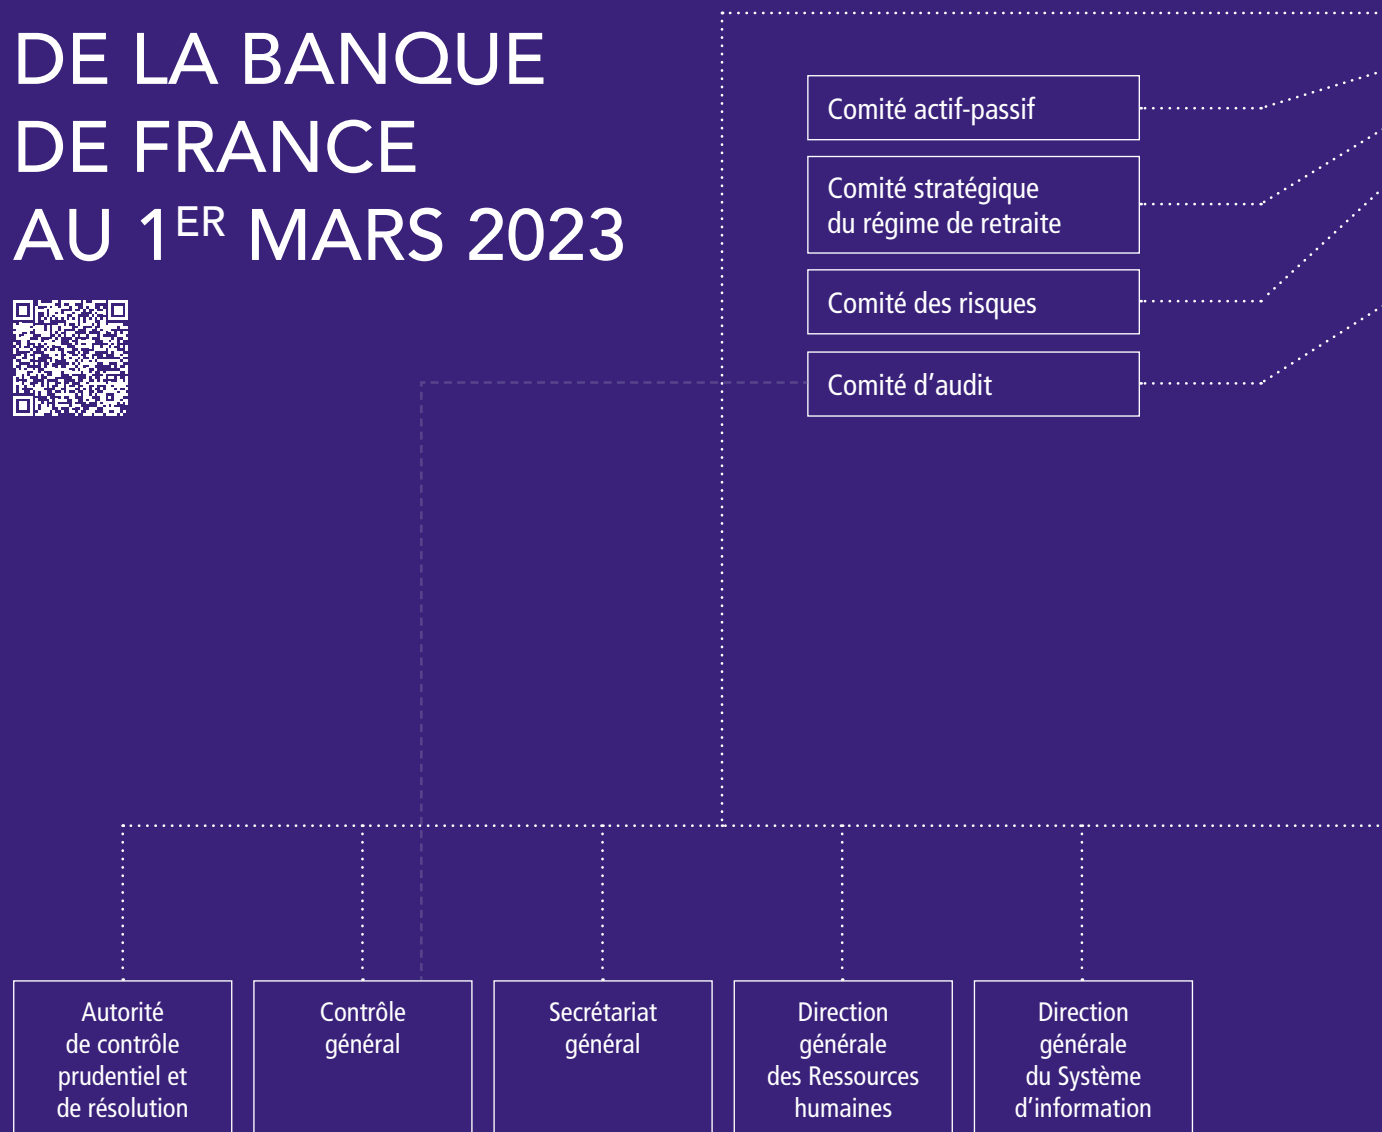 DE LA BANQUE
DE FRANCE
AU 1ER MARS 2023
Comité actif-passif
Comité stratégique
du régime de retraite
Comité des risques
Comité d’audit
Autorité
de contrôle
prudentiel et
de résolution
Contrôle
général
Secrétariat
général
Direction
générale
des Ressources
humaines
Direction
générale
du Système
d’information